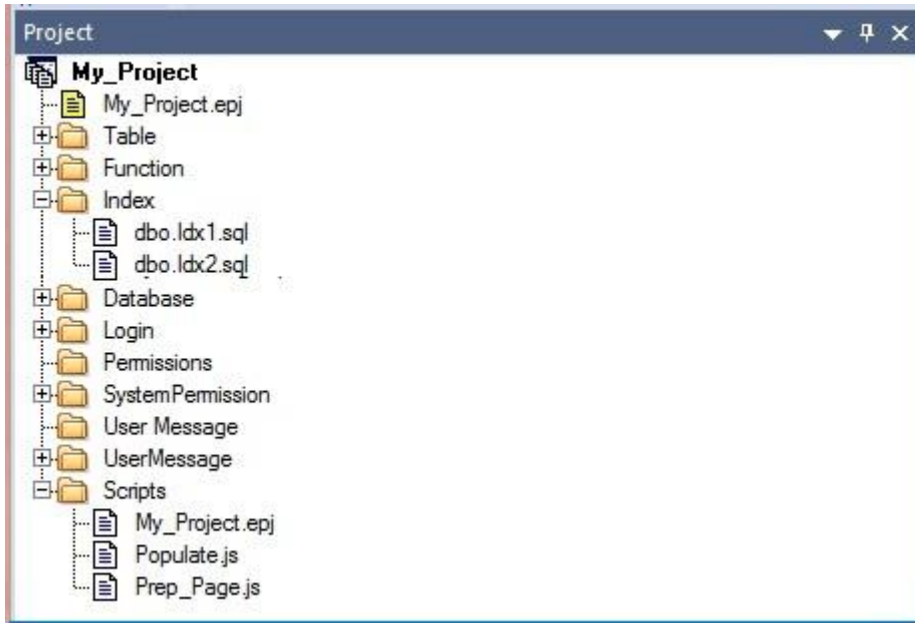 Project
My_Project
My_Project.epj
Table
Function
Index
dbo.Idx1.sql
dbo.Idx2.sql
Database
Login
Permissions
SystemPermission
User Message
UserMessage
Scripts
My_Project.epj
Populate.js
Prep_Page.js